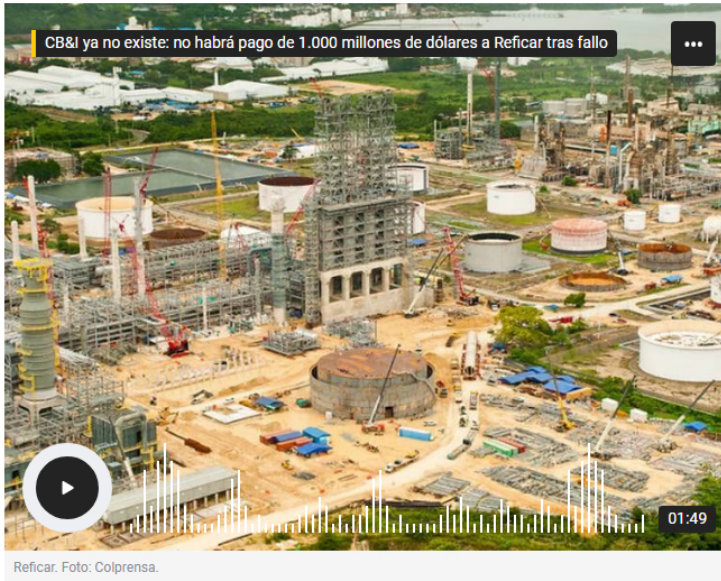 CB&I ya no existe: no habrá pago de 1.000 millones de dólares a Reficar tras fallo
01:49
Reficar. Foto: Colprensa.